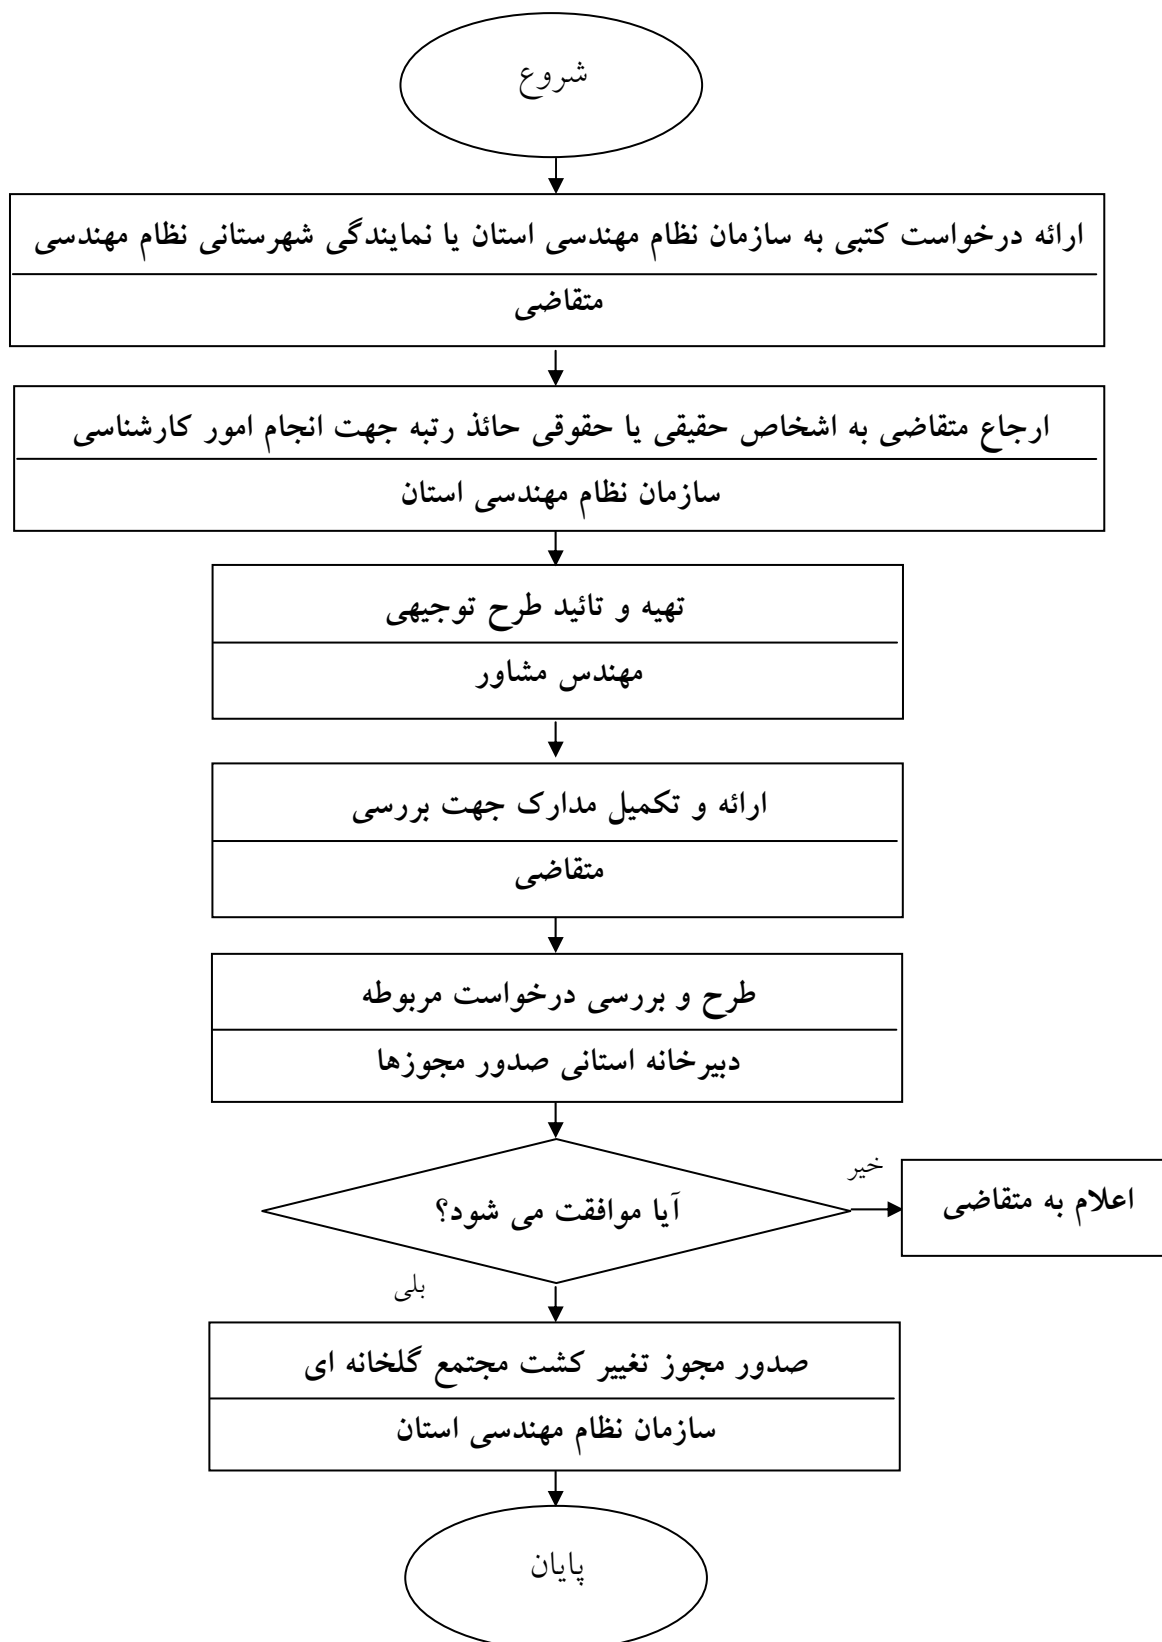 شروع
ارائه درخواست کتبی به سازمان نظام مهندسی استان یا نمایندگی شهرستانی نظام مهندسی
متقاضی
ارجاع متقاضی به اشخاص حقیقی یا حقوقی حائذ رتبه جهت انجام امور کارشناسی
سازمان نظام مهندسی استان
تهیه و تائید طرح توجیهی
مهندس مشاور
ارائه و تکمیل مدارک جهت بررسی
متقاضی
طرح و بررسی درخواست مربوطه
دبیرخانه استانی صدور مجوزها
آیا موافقت می شود؟
خیر
اعلام به متقاضی
بلی
صدور مجوز تغییر کشت مجتمع گلخانه ای
سازمان نظام مهندسی استان
پایان